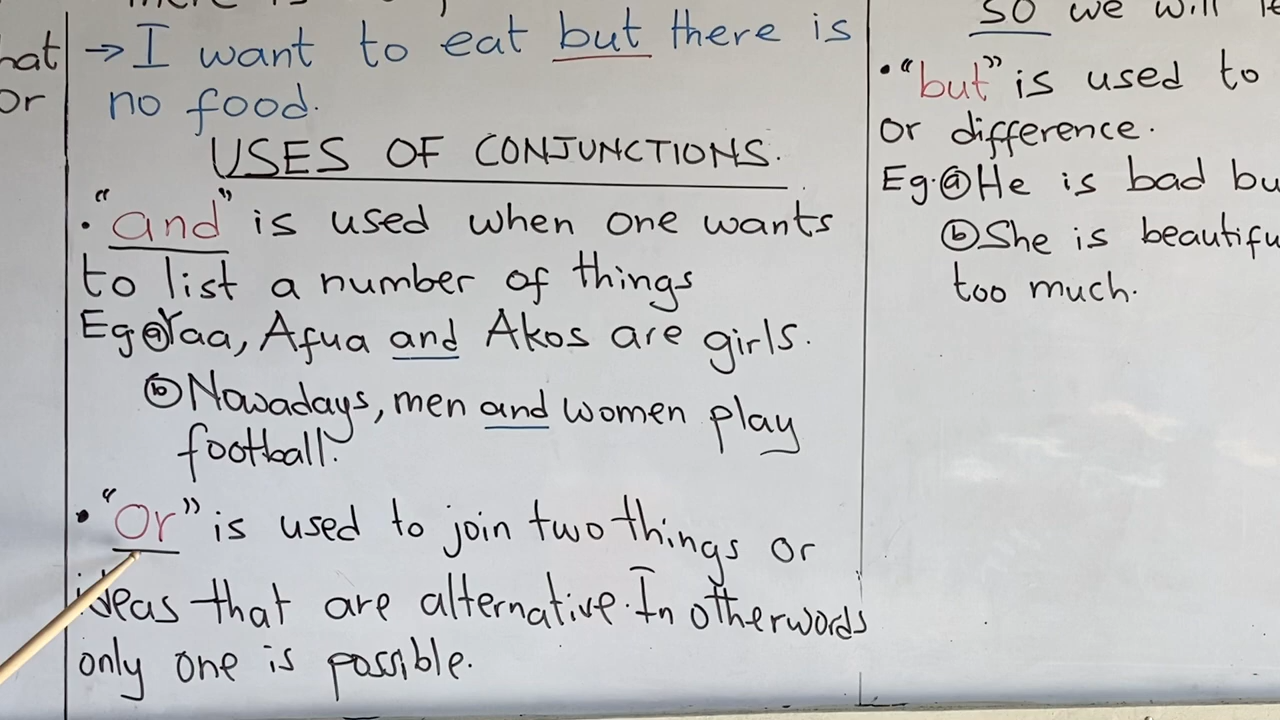 or
→ I want to eat but there is
no food.
USES OF CONJUNCTIONS.
• "and" is used when one wants
to list a number of things
Eg ⓐ Yaa, Afua and Akos are girls.
ⓑ Nowadays, men and women play
football.
• "Or" is used to join two things or
ideas that are alternative. In otherwords
only one is possible.
so we will
• "but" is used to
or difference.
Eg. ⓐ He is bad bu
ⓑ She is beautifu
too much.